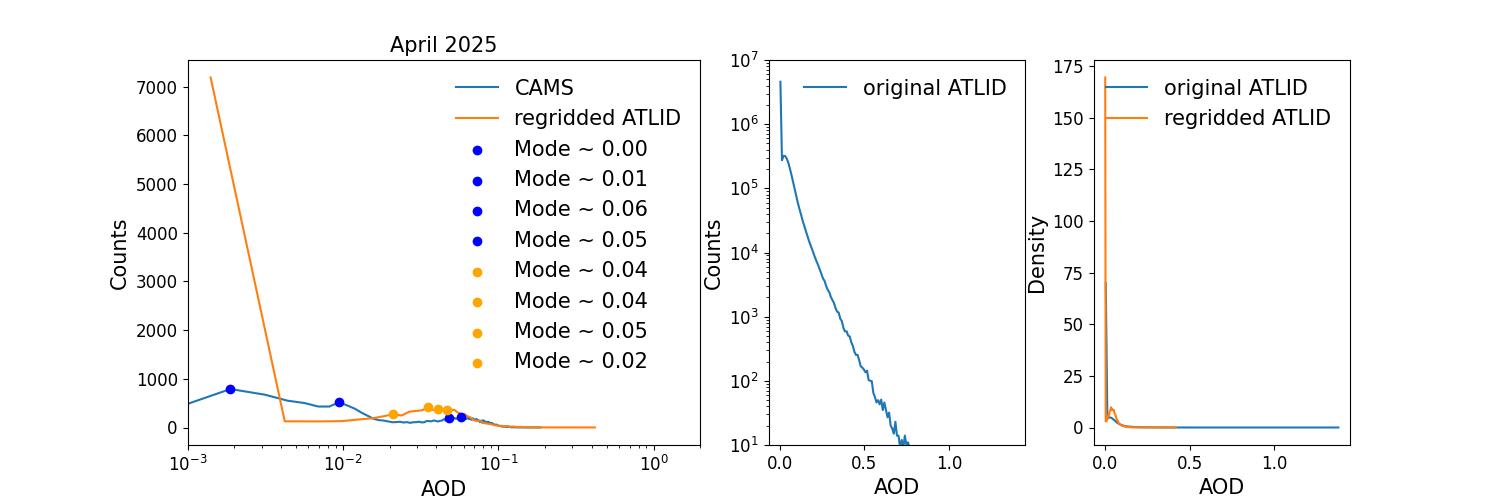 April 2025
Counts
7000
6000
5000
4000
3000
2000
1000
0
10⁻³
10⁻²
10⁻¹
10⁰
AOD
CAMS
regridded ATLID
Mode ~ 0.00
Mode ~ 0.01
Mode ~ 0.06
Mode ~ 0.05
Mode ~ 0.04
Mode ~ 0.04
Mode ~ 0.05
Mode ~ 0.02
Counts
10⁷
10⁶
10⁵
10⁴
10³
10²
10¹
0.0
0.5
1.0
AOD
original ATLID
Density
175
150
125
100
75
50
25
0
0.0
0.5
1.0
AOD
original ATLID
regridded ATLID